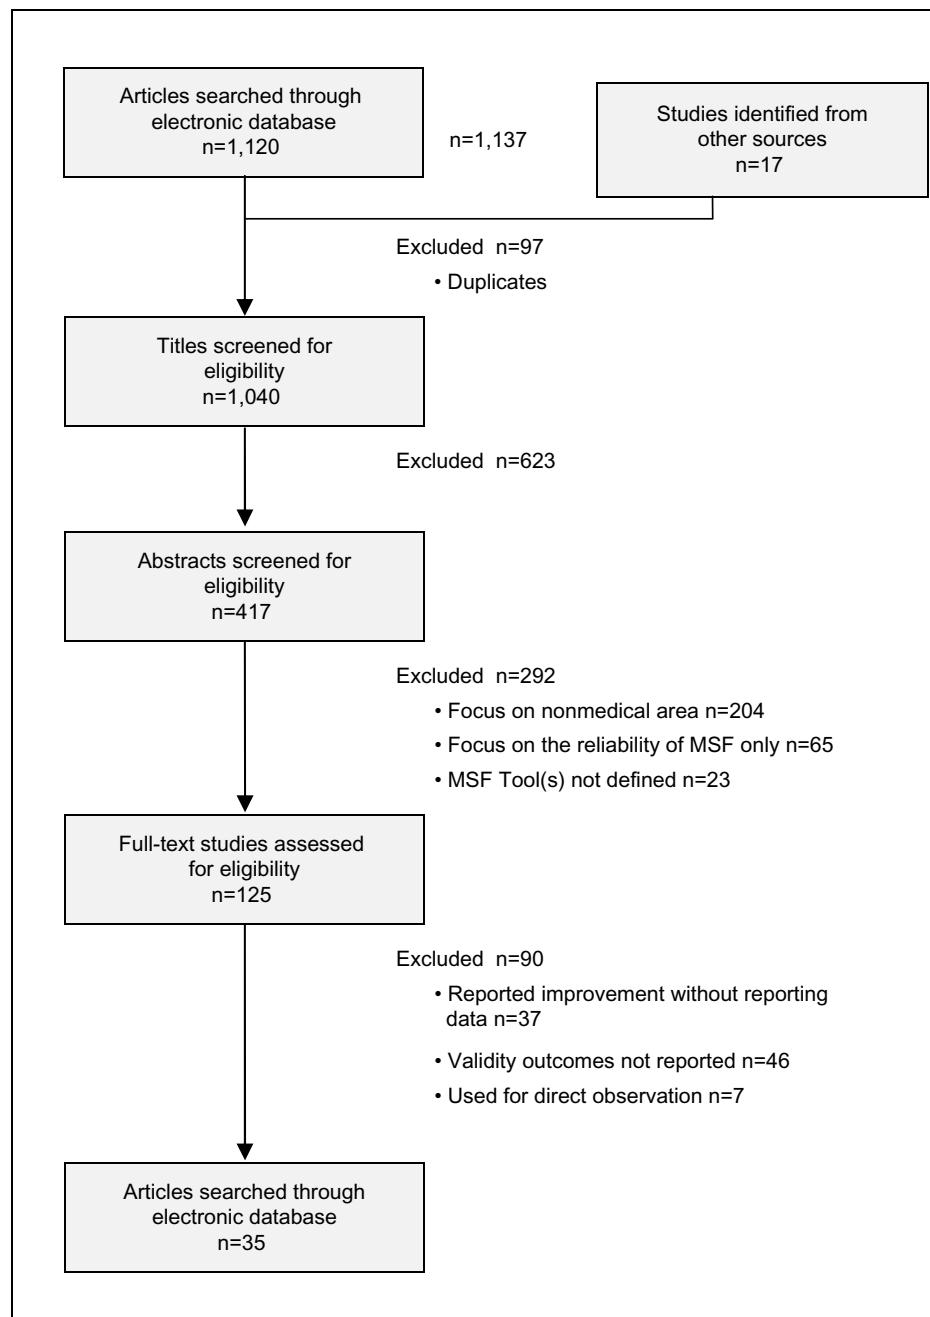 Articles searched through
electronic database
n=1,120
n=1,137
Studies identified from
other sources
n=17
Excluded n=97
• Duplicates
Titles screened for
eligibility
n=1,040
Excluded n=623
Abstracts screened for
eligibility
n=417
Excluded n=292
• Focus on nonmedical area n=204
• Focus on the reliability of MSF only n=65
• MSF Tool(s) not defined n=23
Full-text studies assessed
for eligibility
n=125
Excluded n=90
• Reported improvement without reporting
data n=37
• Validity outcomes not reported n=46
• Used for direct observation n=7
Articles searched through
electronic database
n=35